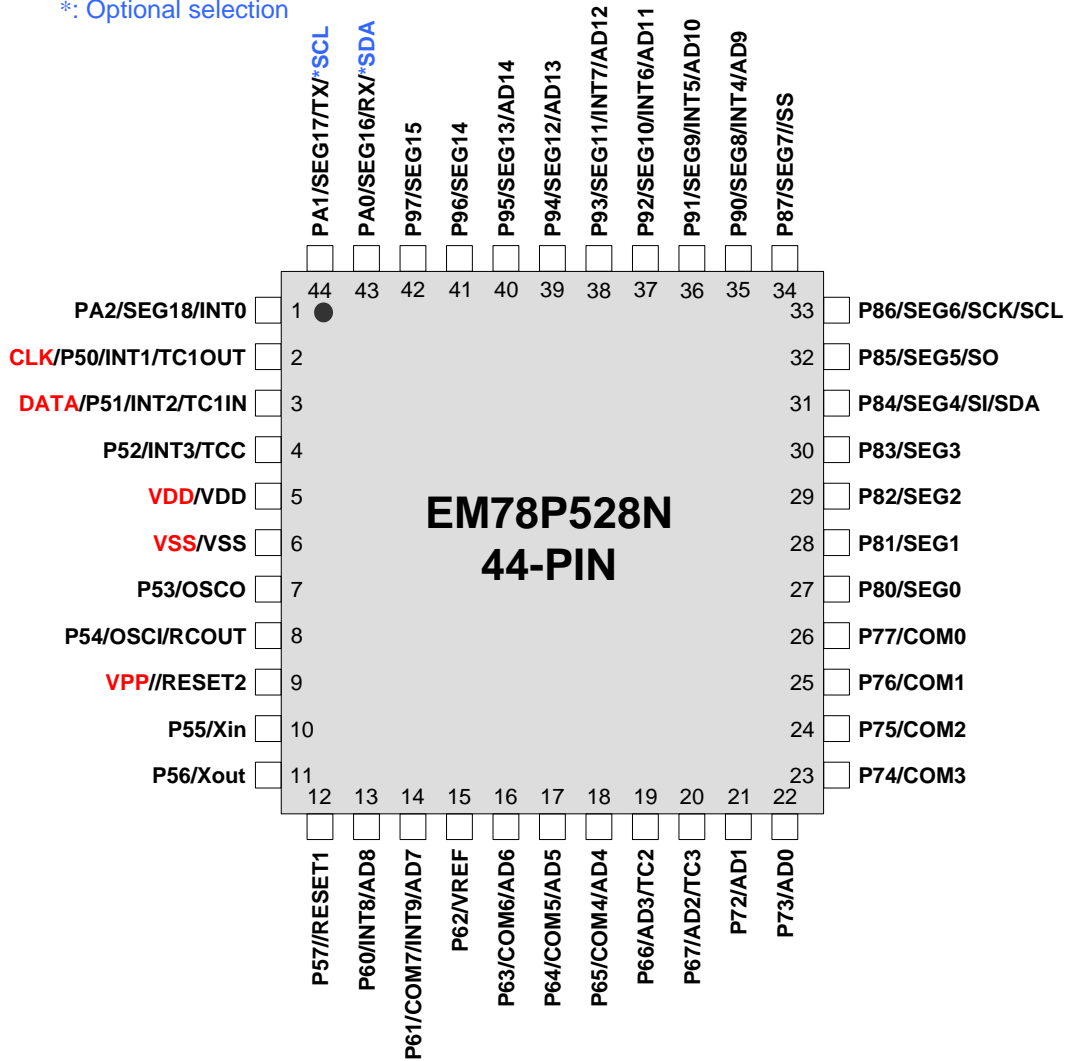 *: Optional selection
PA1/SEG17/TX/*SCL
PA0/SEG16/RX/*SDA
P97/SEG15
P96/SEG14
P95/SEG13/AD14
P94/SEG12/AD13
P93/SEG11/INT7/AD12
P92/SEG10/INT6/AD11
P91/SEG9/INT5/AD10
P90/SEG8/INT4/AD9
P87/SEG7//SS
44 43 42 41 40 39 38 37 36 35 34
PA2/SEG18/INT0 1
CLK/P50/INT1/TC1OUT 2
DATA/P51/INT2/TC1IN 3
P52/INT3/TCC 4
VDD/VDD 5
VSS/VSS 6
P53/OSCO 7
P54/OSCI/RCOUT 8
VPP//RESET2 9
P55/Xin 10
P56/Xout 11
EM78P528N
44-PIN
33 P86/SEG6/SCK/SCL
32 P85/SEG5/SO
31 P84/SEG4/SI/SDA
30 P83/SEG3
29 P82/SEG2
28 P81/SEG1
27 P80/SEG0
26 P77/COM0
25 P76/COM1
24 P75/COM2
23 P74/COM3
12 13 14 15 16 17 18 19 20 21 22
P57//RESET1
P60/INT8/AD8
P61/COM7/INT9/AD7
P62/VREF
P63/COM6/AD6
P64/COM5/AD5
P65/COM4/AD4
P66/AD3/TC2
P67/AD2/TC3
P72/AD1
P73/AD0